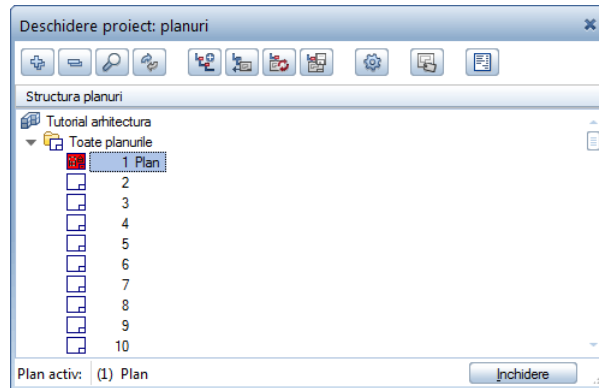 Deschidere proiect: planuri
Structura planuri
Tutorial arhitectura
Toate planurile
1 Plan
2
3
4
5
6
7
8
9
10
Plan activ: (1) Plan
Inchidere